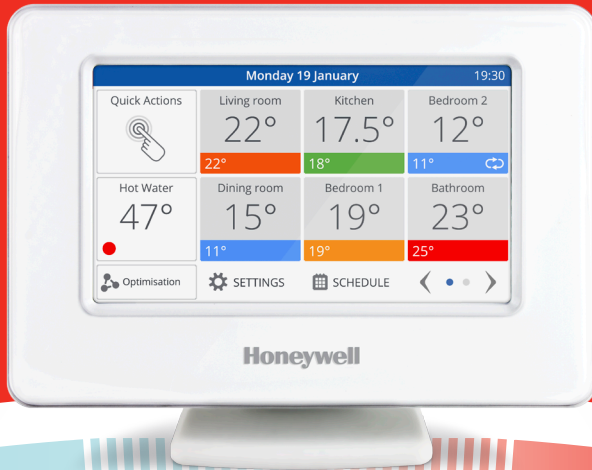 Monday 19 January 19:30
Quick Actions
Living room
22°
22°
Kitchen
17.5°
18°
Bedroom 2
12°
11°
Hot Water
47°
Dining room
15°
11°
Bedroom 1
19°
19°
Bathroom
23°
25°
Optimisation
SETTINGS
SCHEDULE
Honeywell